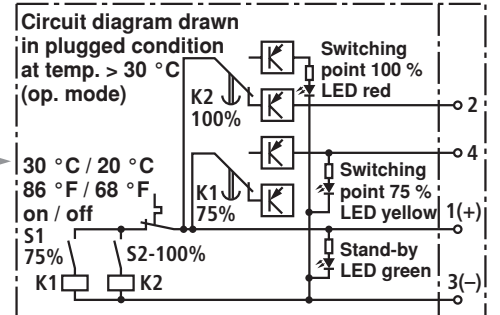 Circuit diagram drawn
in plugged condition
at temp. > 30 °C
(op. mode)
Switching
point 100 %
LED red
K2
100%
2
4
30 °C / 20 °C
86 °F / 68 °F
on / off
K1
75%
Switching
point 75 %
LED yellow
1(+)
S1
75%
S2-100%
Stand-by
LED green
K1
K2
3(–)